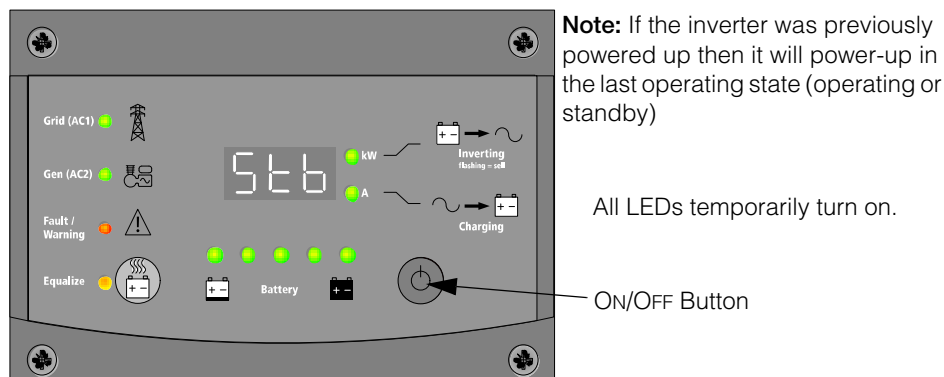 Note: If the inverter was previously
powered up then it will power-up in
the last operating state (operating or
standby)
Grid (AC1)
Gen (AC2)
Fault /
Warning
Equalize
Stb
kW
A
Inverting
flashing = sell
Charging
Battery
All LEDs temporarily turn on.
ON/OFF Button